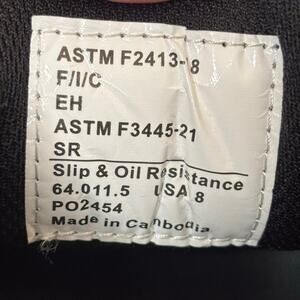 ASTM F2413-8
F/I/C
EH
ASTM F3445-21
SR
Slip & Oil Resistance
64.011.5 USA 8
PO2454
Made in Cambodia